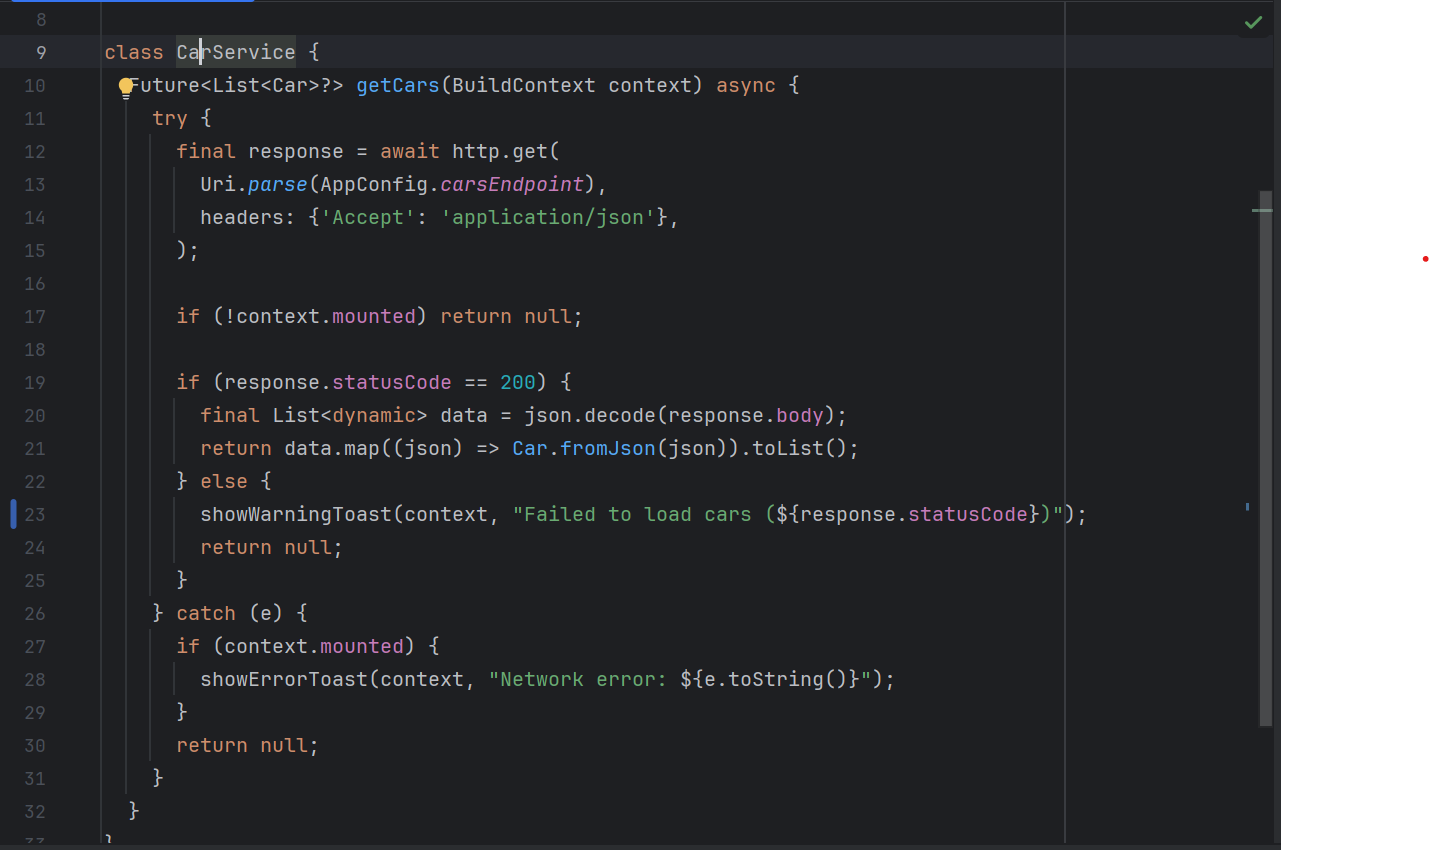 8
9 class CarService {
10 Future<List<Car>?> getCars(BuildContext context) async {
11 try {
12 final response = await http.get(
13 Uri.parse(AppConfig.carsEndpoint),
14 headers: {'Accept': 'application/json'},
15 );
16
17 if (!context.mounted) return null;
18
19 if (response.statusCode == 200) {
20 final List<dynamic> data = json.decode(response.body);
21 return data.map((json) => Car.fromJson(json)).toList();
22 } else {
23 showWarningToast(context, "Failed to load cars (${response.statusCode})");
24 return null;
25 }
26 } catch (e) {
27 if (context.mounted) {
28 showErrorToast(context, "Network error: ${e.toString()}");
29 }
30 return null;
31 }
32 }
33 }